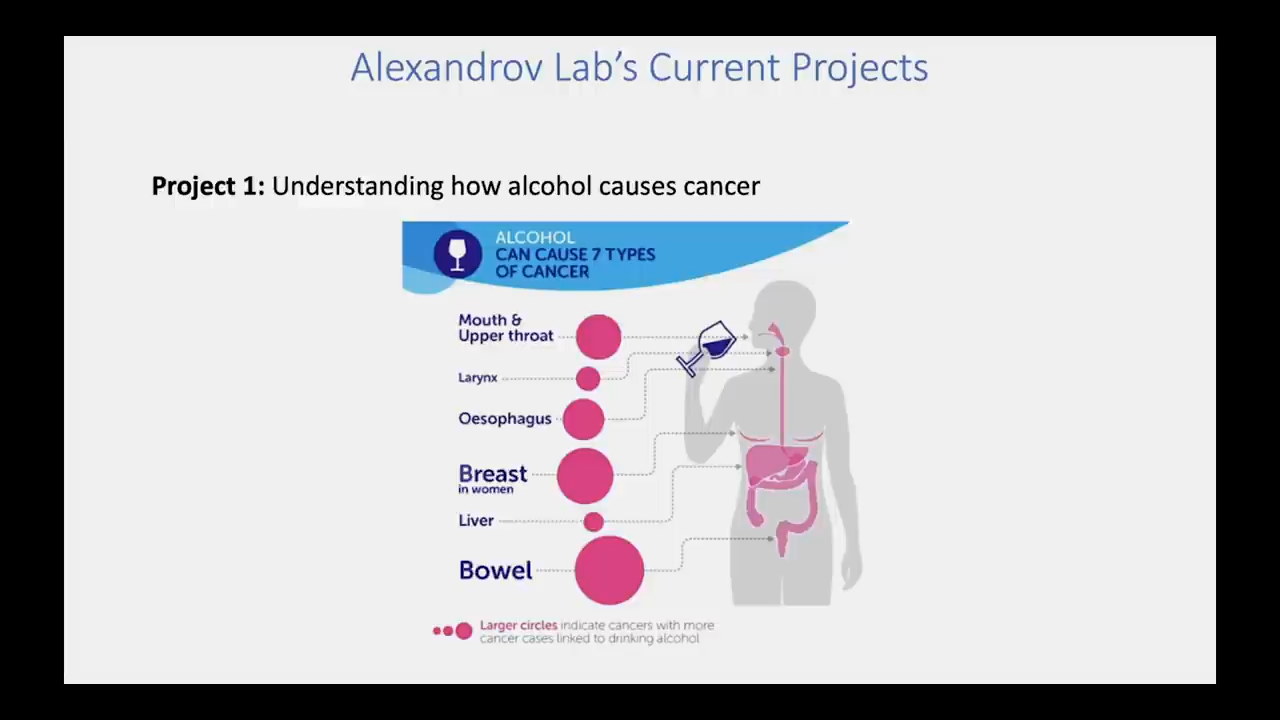 Alexandrov Lab's Current Projects
Project 1: Understanding how alcohol causes cancer
ALCOHOL
CAN CAUSE 7 TYPES
OF CANCER
Mouth &
Upper throat
Larynx
Oesophagus
Breast
in women
Liver
Bowel
Larger circles indicate cancers with more
cancer cases linked to drinking alcohol